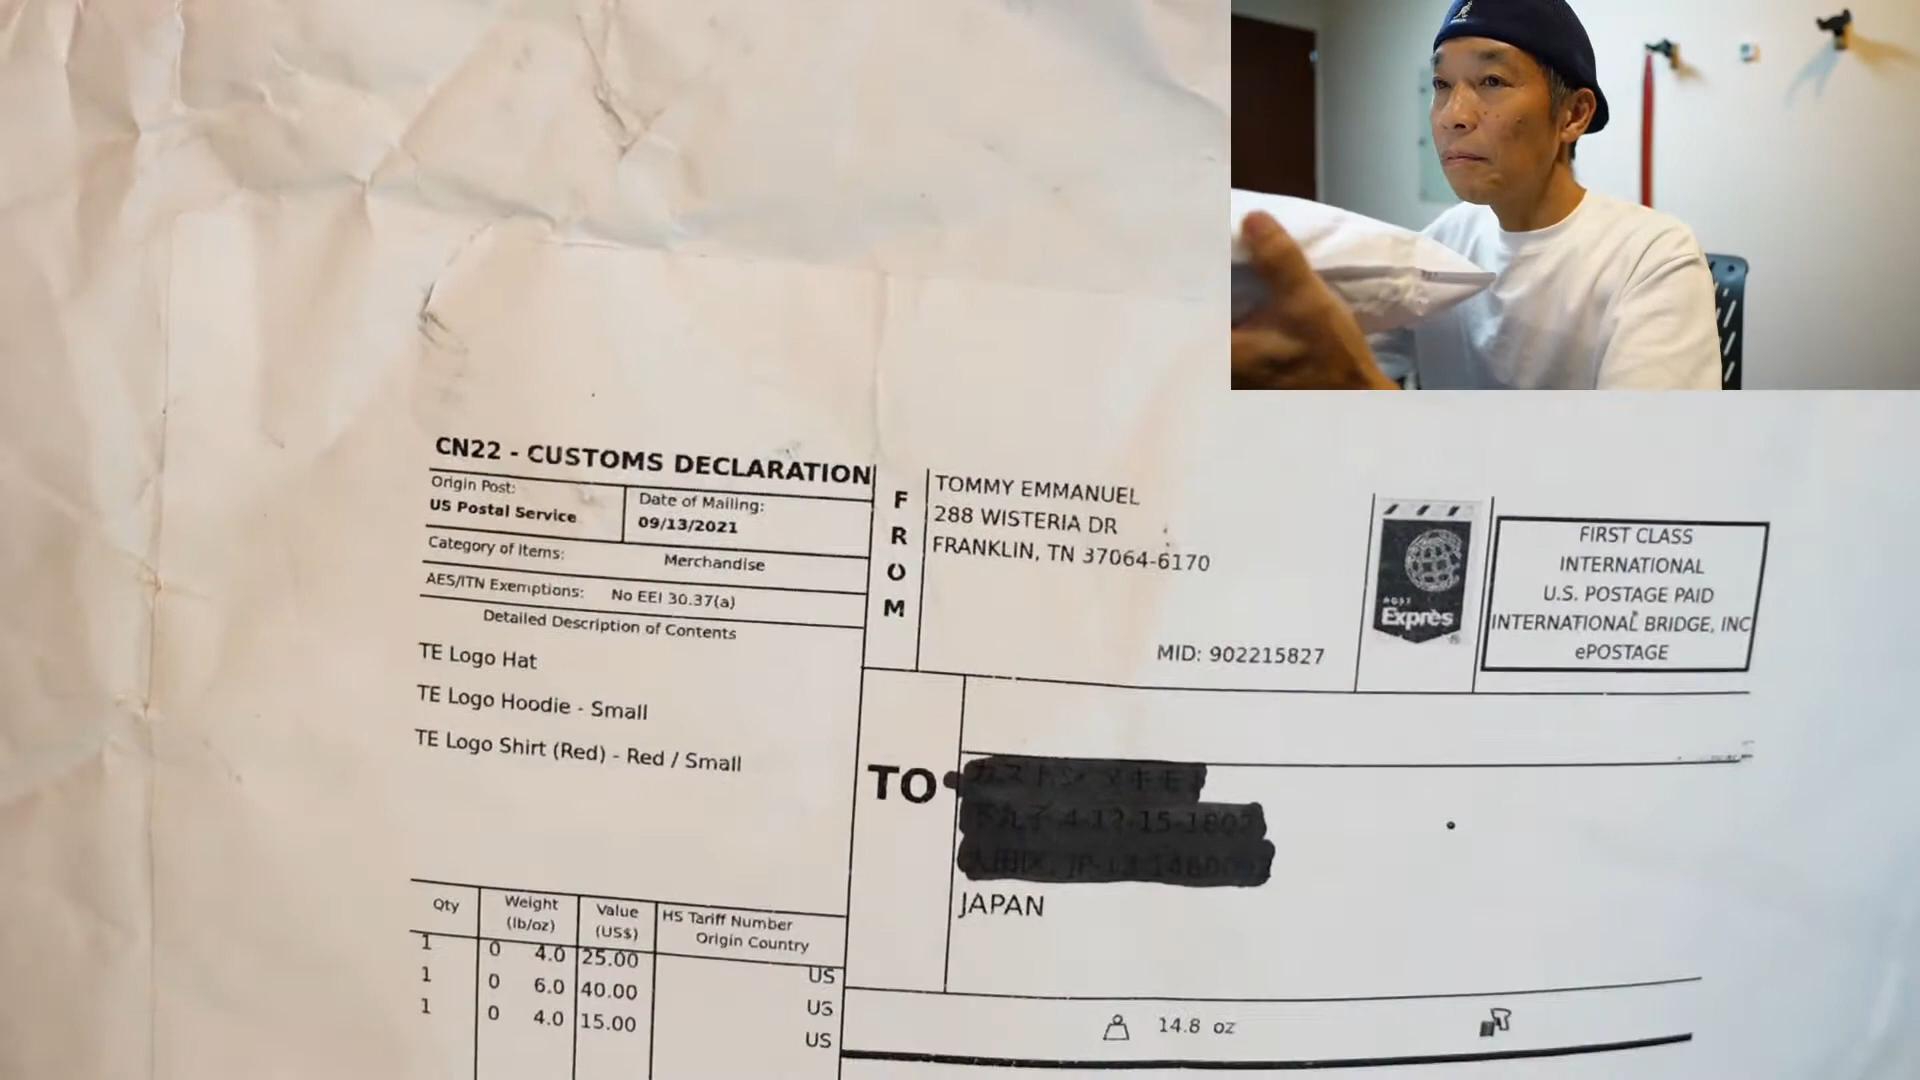 CN22 - CUSTOMS DECLARATION
Origin Post:
US Postal Service
Date of Mailing:
09/13/2021
Category of Items: Merchandise
AES/ITN Exemptions: No EEI 30.37(a)
Detailed Description of Contents
TE Logo Hat
TE Logo Hoodie - Small
TE Logo Shirt (Red) - Red / Small
Qty
Weight
(lb/oz)
Value
(US$)
HS Tariff Number
Origin Country
1 0 4.0 25.00 US
1 0 6.0 40.00 US
1 0 4.0 15.00 US
FROM
TOMMY EMMANUEL
288 WISTERIA DR
FRANKLIN, TN 37064-6170
MID: 902215827
Exprès
FIRST CLASS
INTERNATIONAL
U.S. POSTAGE PAID
INTERNATIONAL BRIDGE, INC
ePOSTAGE
TO
JAPAN
14.8 oz